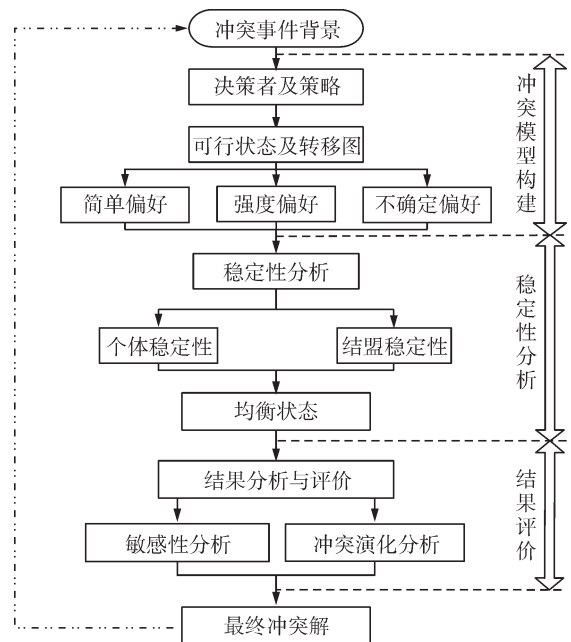 冲突事件背景
决策者及策略
可行状态及转移图
简单偏好
强度偏好
不确定偏好
冲突模型构建
稳定性分析
个体稳定性
结盟稳定性
均衡状态
稳定性分析
结果分析与评价
敏感性分析
冲突演化分析
结果评价
最终冲突解